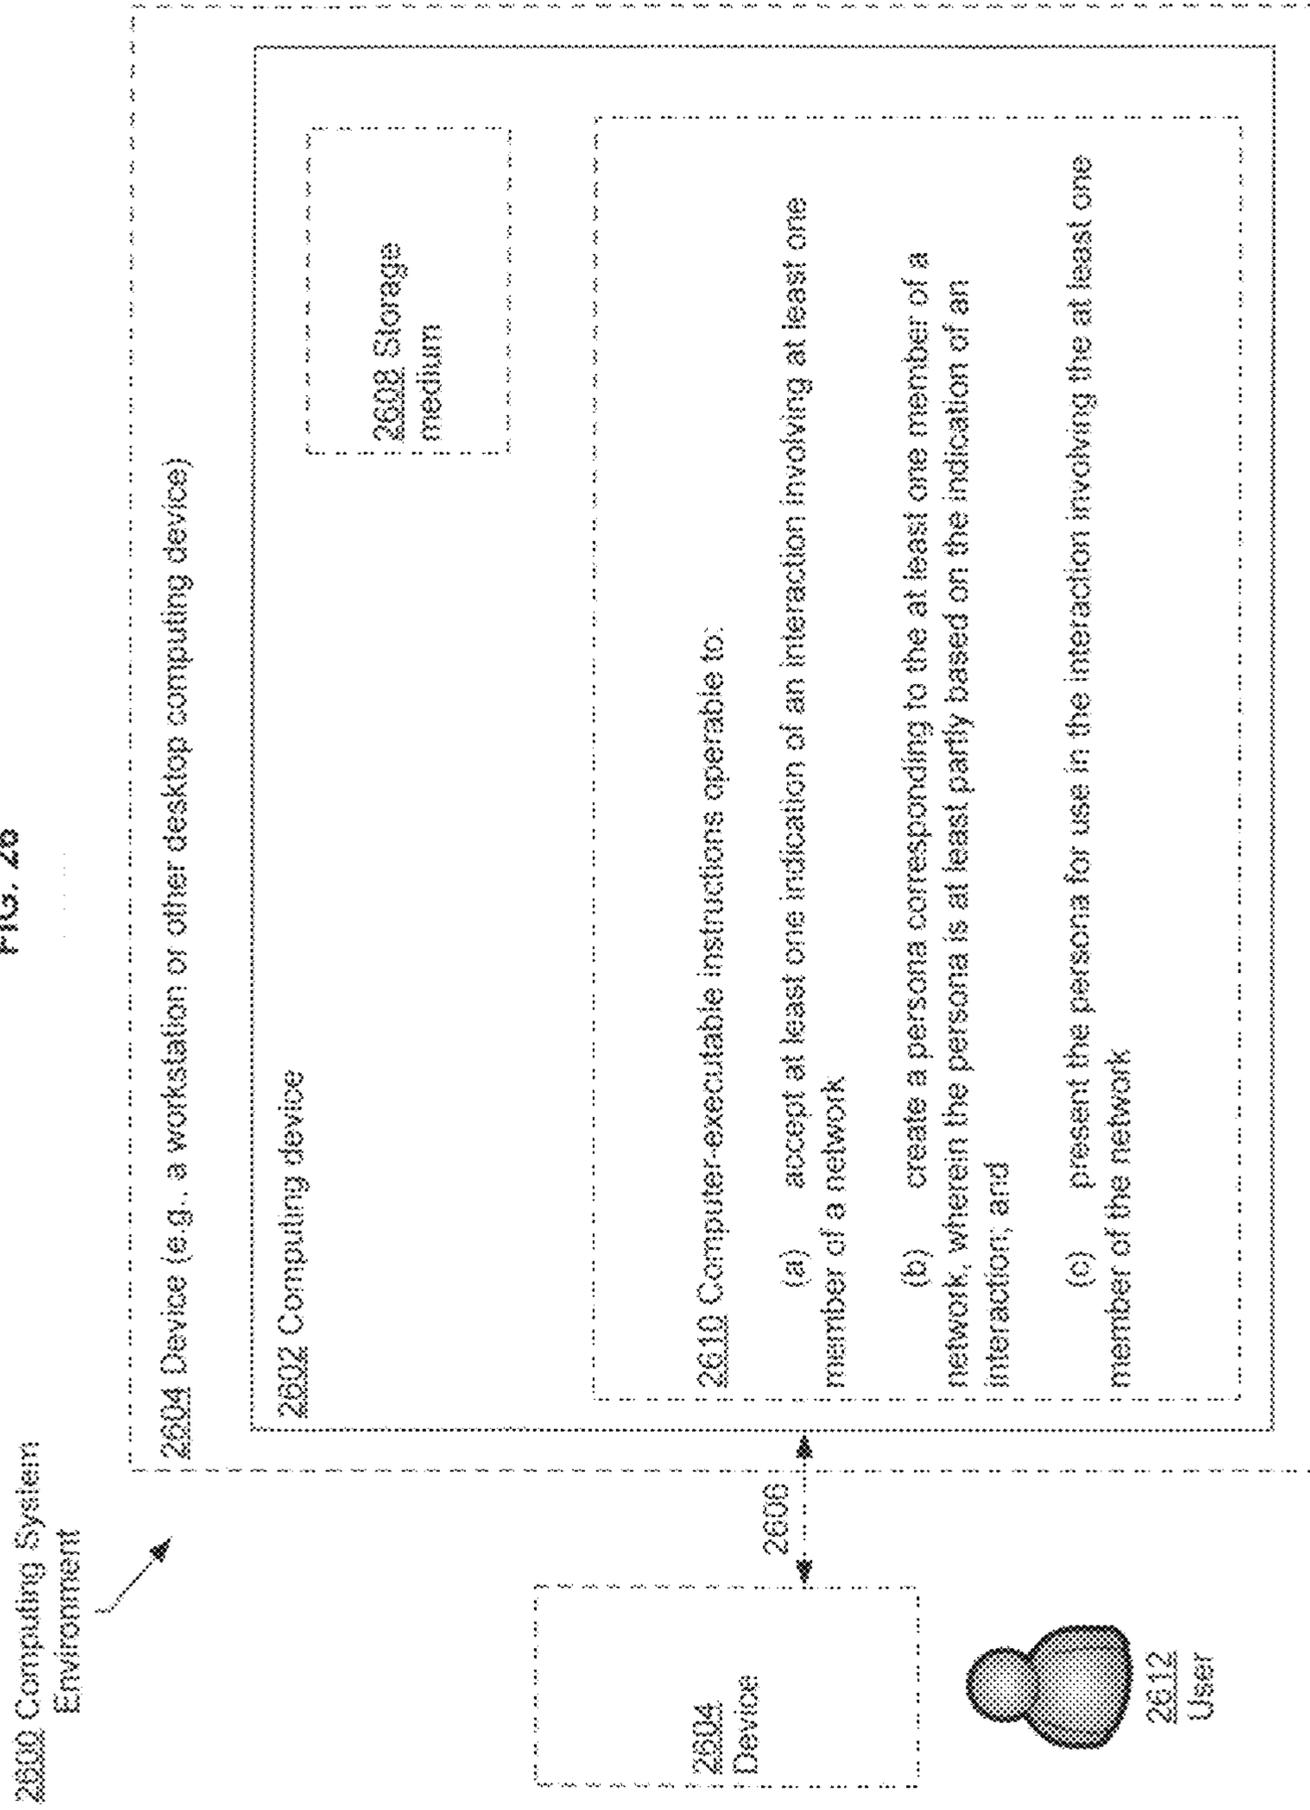 FIG. 26
2600 Computing System
Environment
2604 Device (e.g., a workstation or other desktop computing device)
2602 Computing device
2608 Storage
medium
2610 Computer-executable instructions operable to:
(a) accept at least one indication of an interaction involving at least one
member of a network
(b) create a persona corresponding to the at least one member of a
network, wherein the persona is at least partly based on the indication of an
interaction; and
(c) present the persona for use in the interaction involving the at least one
member of the network
2606
2604
Device
2612
User